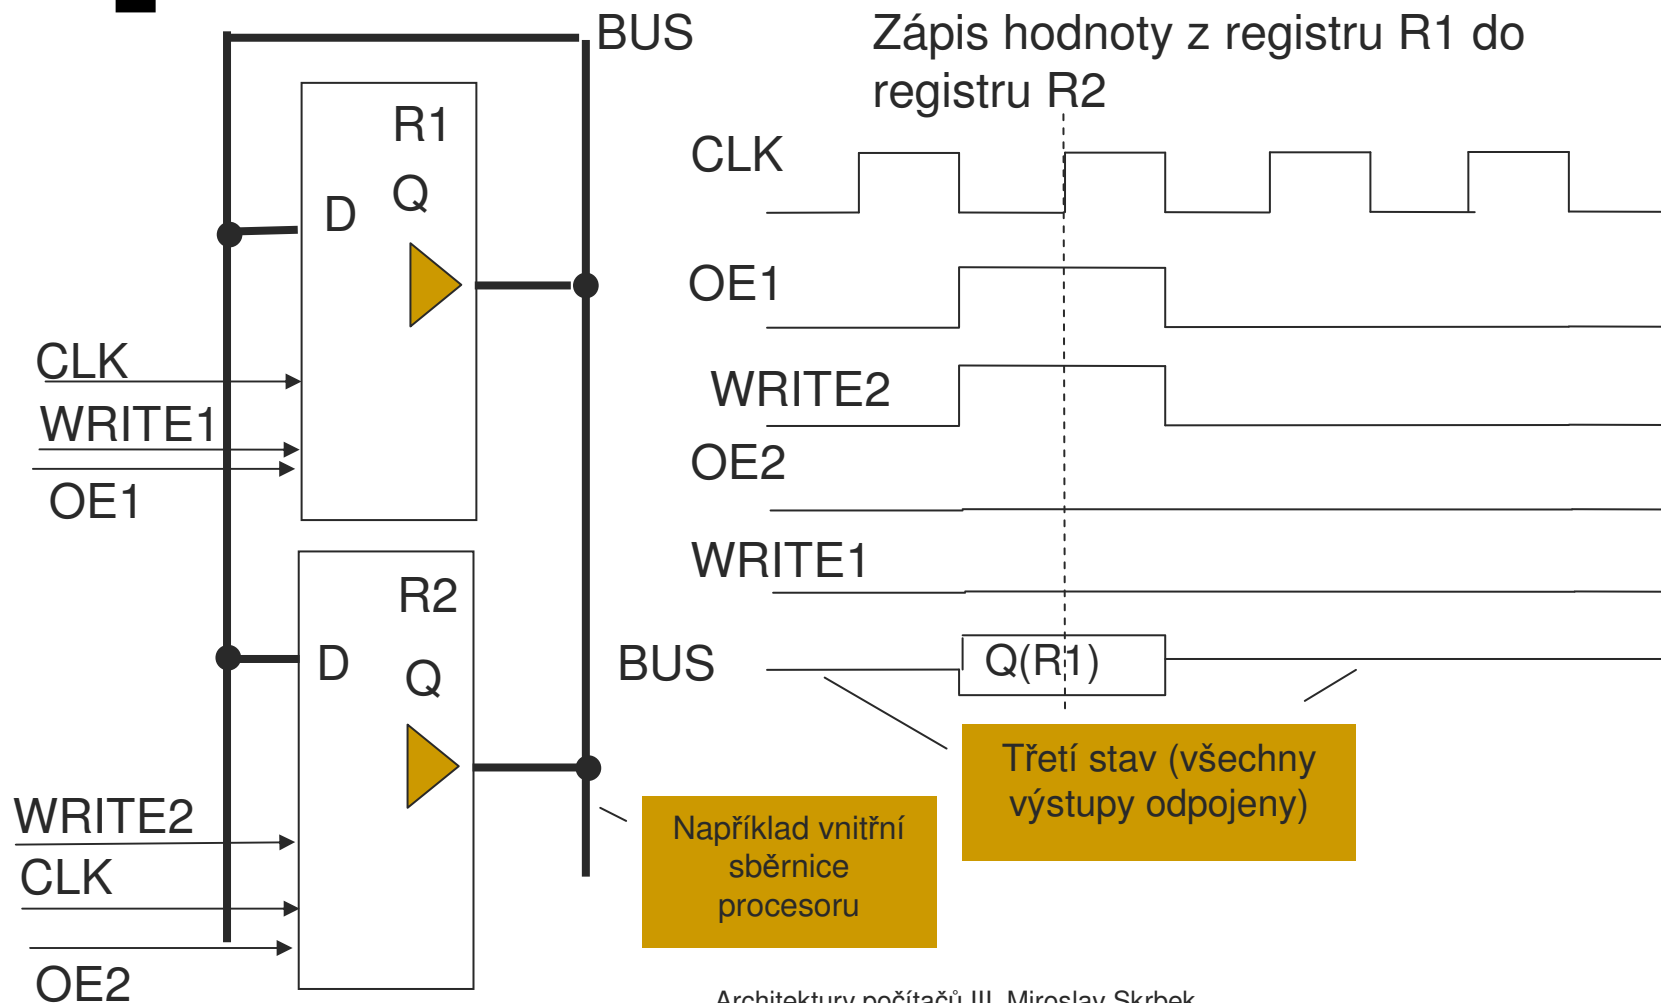 BUS
R1
Q
D
CLK
WRITE1
OE1
R2
D
Q
WRITE2
CLK
OE2
Například vnitřní
sběrnice
procesoru
Zápis hodnoty z registru R1 do
registru R2
CLK
OE1
WRITE2
OE2
WRITE1
BUS
Q(R1)
Třetí stav (všechny
výstupy odpojeny)
Architektury počítačů III, Miroslav Skrbek